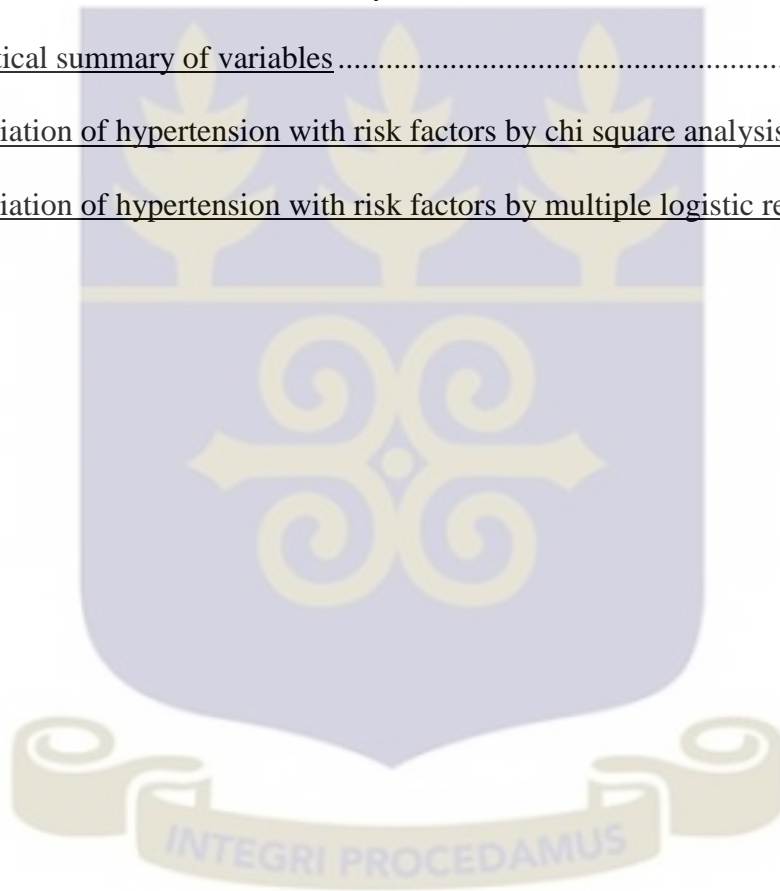 tical summary of variables ........................................................
iation of hypertension with risk factors by chi square analysis
iation of hypertension with risk factors by multiple logistic re
INTEGRI PROCEDAMUS